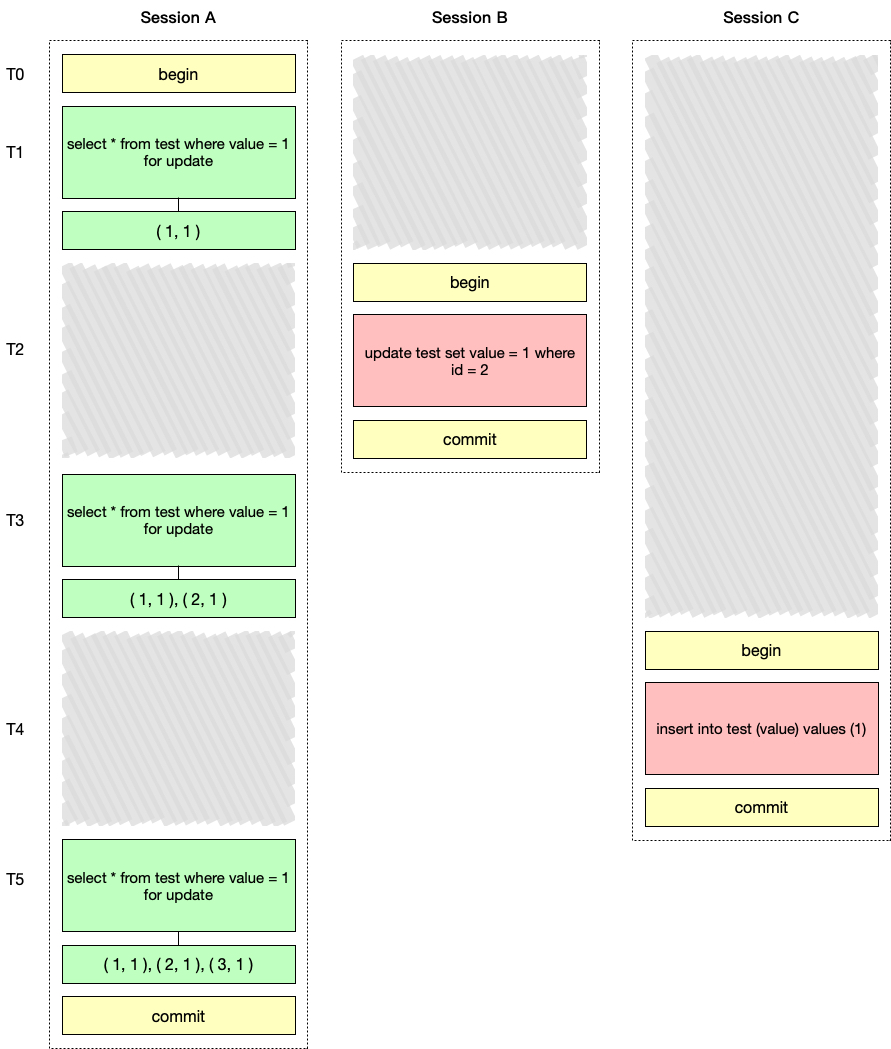 Session A
Session B
Session C
T0
begin
T1
select * from test where value = 1
for update
( 1, 1 )
begin
T2
update test set value = 1 where
id = 2
commit
T3
select * from test where value = 1
for update
( 1, 1 ), ( 2, 1 )
begin
T4
insert into test (value) values (1)
commit
T5
select * from test where value = 1
for update
( 1, 1 ), ( 2, 1 ), ( 3, 1 )
commit